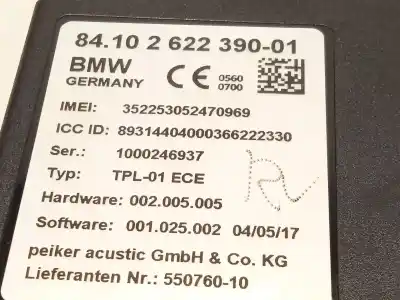 84.10 2 622 390-01
BMW
GERMANY
CE 0560
0700
IMEI: 352253052470969
ICC ID: 89314404000366222330
Ser.: 1000246937
Typ: TPL-01 ECE
Hardware: 002.005.005
Software: 001.025.002 04/05/17
peiker acustic GmbH & Co. KG
Lieferanten Nr.: 550760-10